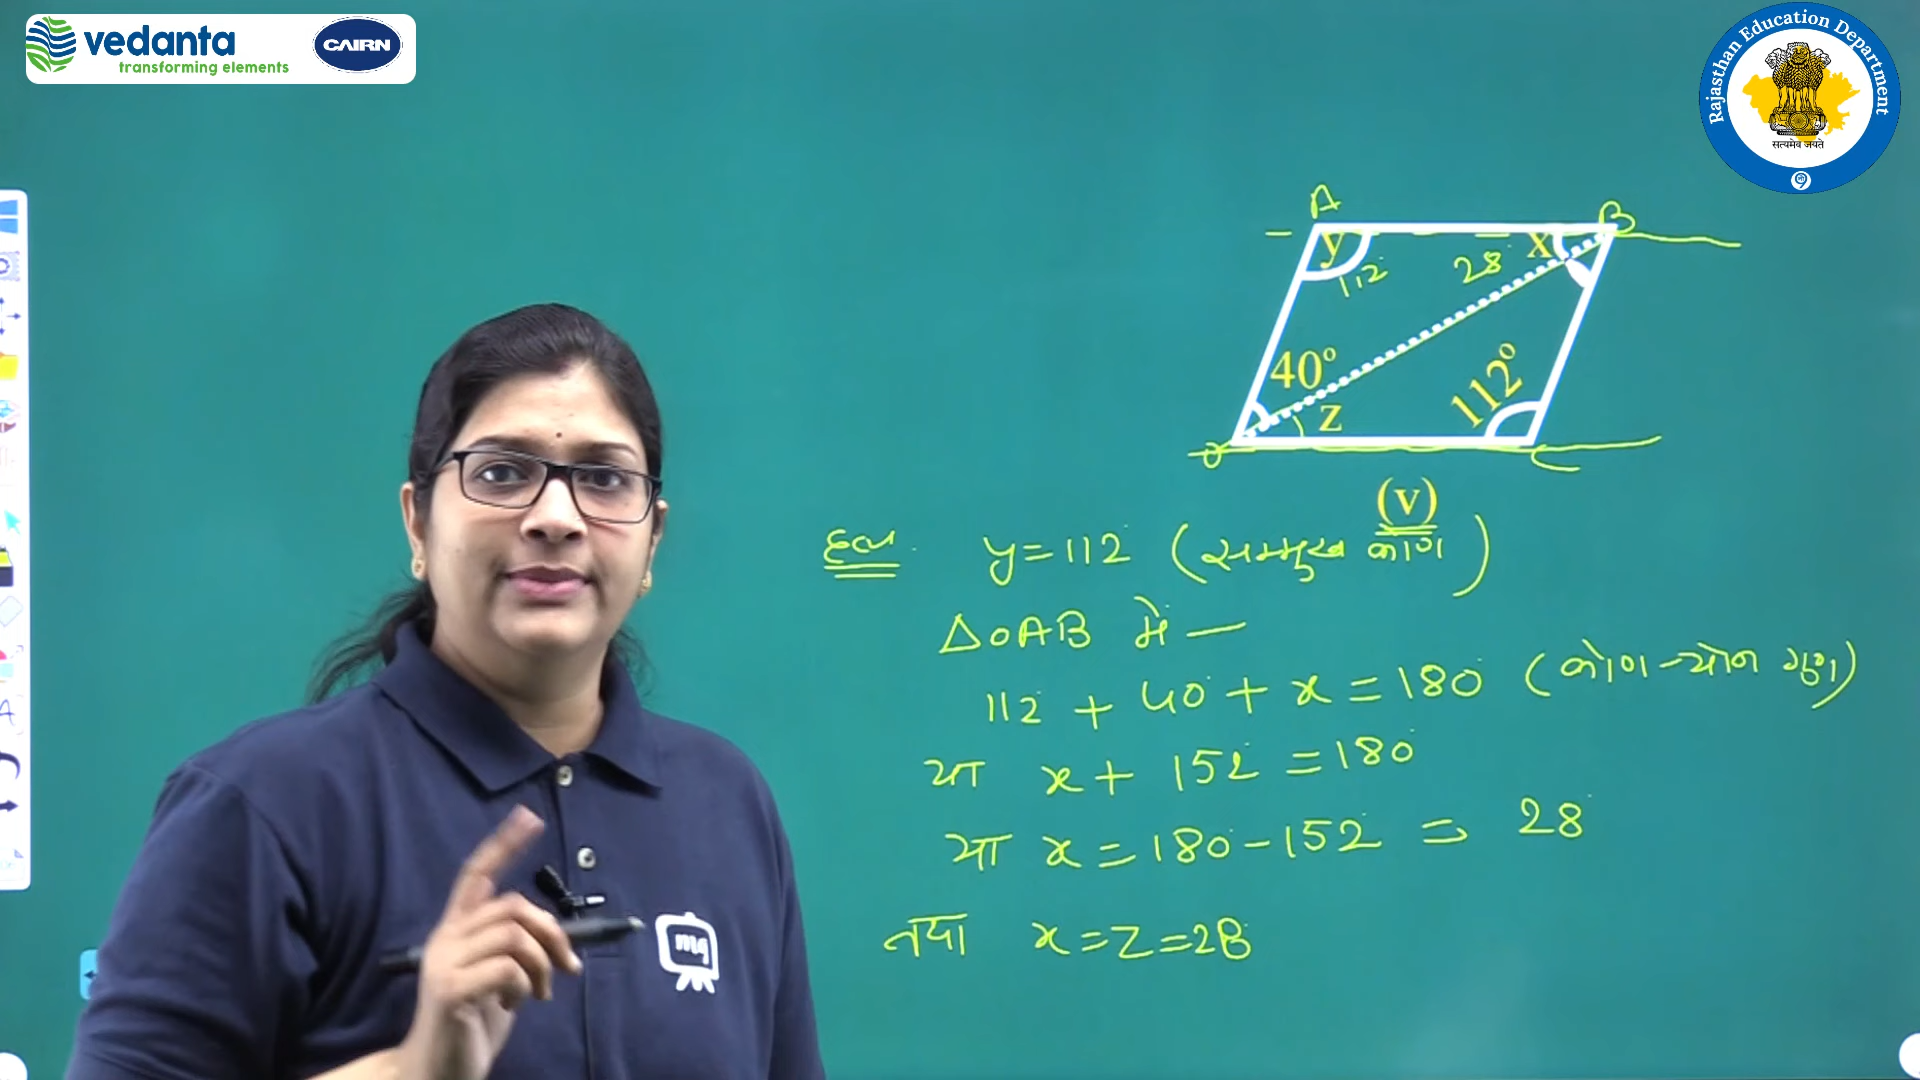 vedanta
transforming elements
CAIRN
Rajasthan Education Department
सत्यमेव जयते
A
B
y
112°
28°
x
40°
z
112°
O
C
(v)
हल. y=112° (सम्मुख कोण)
△OAB में —
112° + 40° + x = 180° (कोण-योग गुण)
या x + 152° = 180°
या x = 180° - 152° = 28°
तथा x = z = 28°
mg